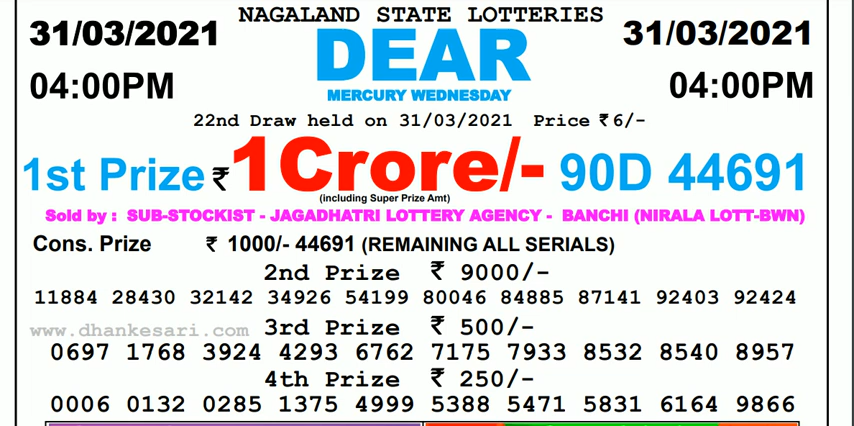 NAGALAND STATE LOTTERIES
31/03/2021 DEAR 31/03/2021
04:00PM MERCURY WEDNESDAY 04:00PM
22nd Draw held on 31/03/2021 Price ₹ 6/-
1st Prize ₹ 1Crore/- 90D 44691
(including Super Prize Amt)
Sold by : SUB-STOCKIST - JAGADHATRI LOTTERY AGENCY - BANCHI (NIRALA LOTT-BWN)
Cons. Prize ₹ 1000/- 44691 (REMAINING ALL SERIALS)
2nd Prize ₹ 9000/-
11884 28430 32142 34926 54199 80046 84885 87141 92403 92424
www.dhankesari.com 3rd Prize ₹ 500/-
0697 1768 3924 4293 6762 7175 7933 8532 8540 8957
4th Prize ₹ 250/-
0006 0132 0285 1375 4999 5388 5471 5831 6164 9866